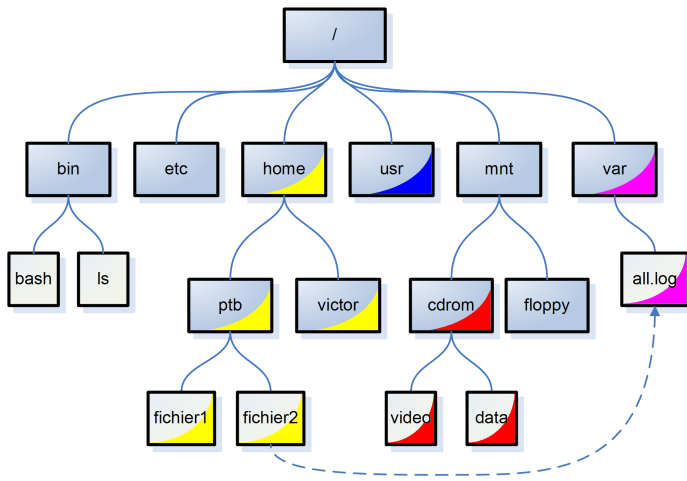 /
bin
etc
home
usr
mnt
var
bash
ls
ptb
victor
cdrom
floppy
all.log
fichier1
fichier2
video
data